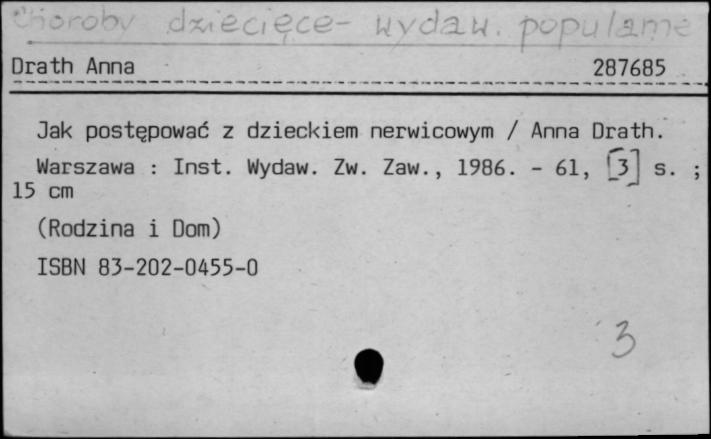 Choroby dziecięce - wydaw. popularne
Drath Anna 287685
Jak postępować z dzieckiem nerwicowym / Anna Drath.
Warszawa : Inst. Wydaw. Zw. Zaw., 1986. - 61, [3] s. ;
15 cm
(Rodzina i Dom)
ISBN 83-202-0455-0
3